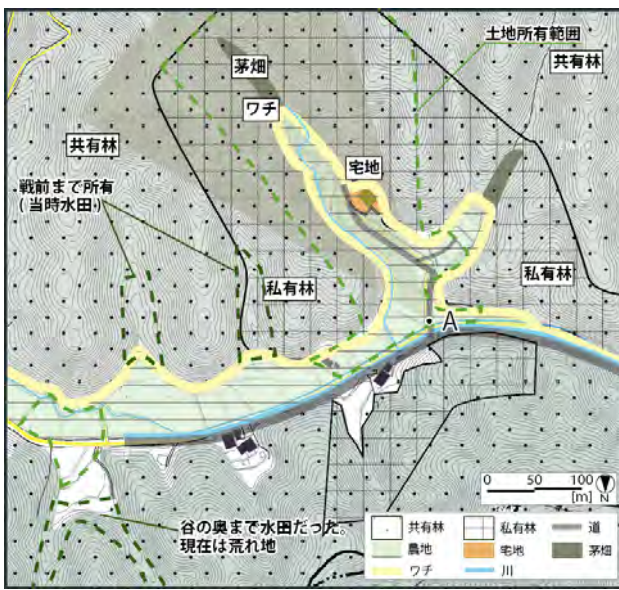 土地所有範囲
共有林
茅畑
ワチ
共有林
宅地
戦前まで所有
(当時水田)
私有林
私有林
A
谷の奥まで水田だった。
現在は荒れ地
0 50 100
[m] N
共有林 私有林 道
農地 宅地 茅畑
ワチ 川